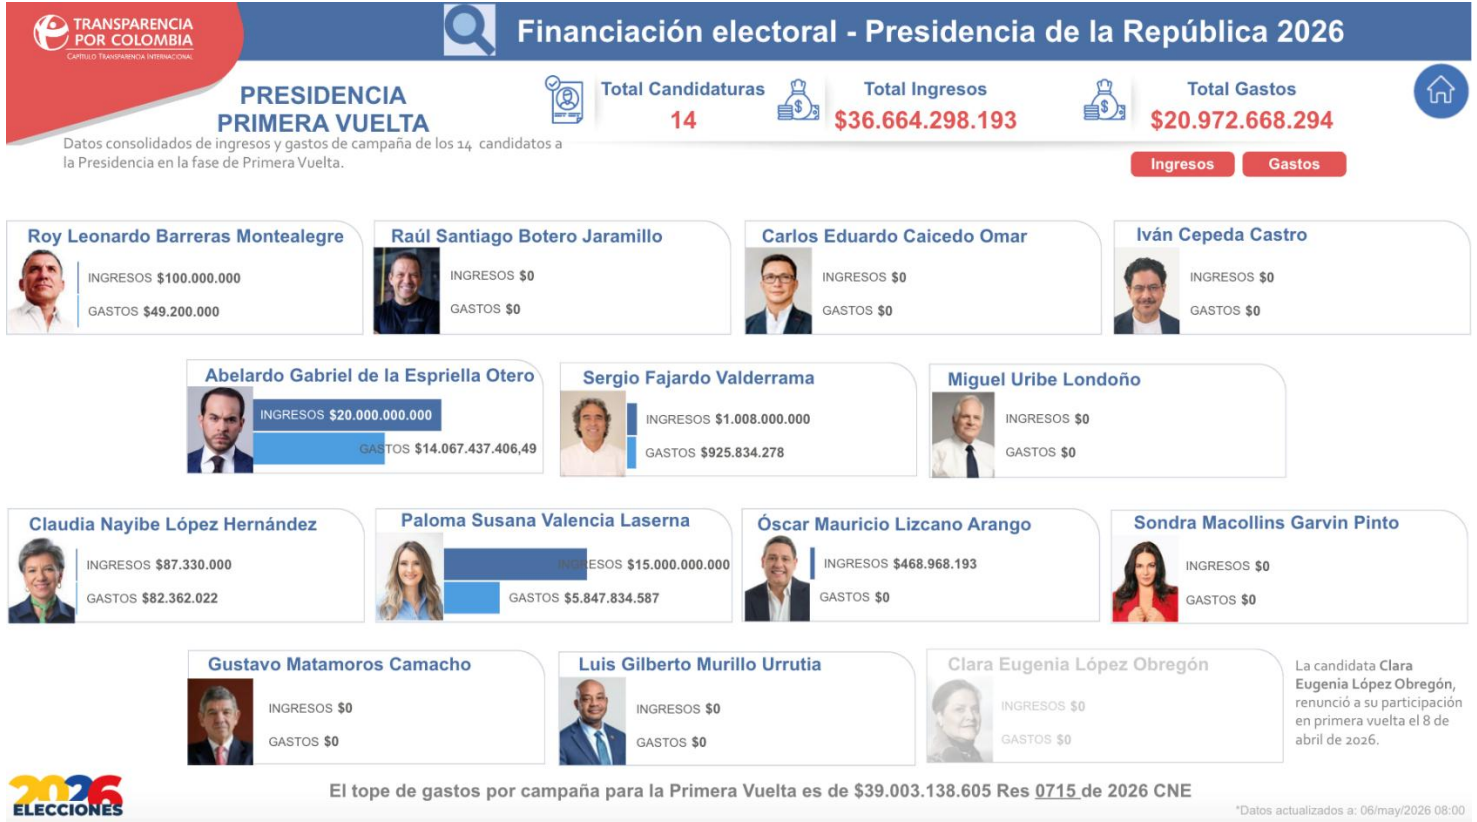 TRANSPARENCIA
POR COLOMBIA
CAPÍTULO TRANSPARENCIA INTERNACIONAL
Financiación electoral - Presidencia de la República 2026
PRESIDENCIA
PRIMERA VUELTA
Datos consolidados de ingresos y gastos de campaña de los 14 candidatos a
la Presidencia en la fase de Primera Vuelta.
Total Candidaturas
14
Total Ingresos
$36.664.298.193
Total Gastos
$20.972.668.294
Ingresos
Gastos
Roy Leonardo Barreras Montealegre
INGRESOS $100.000.000
GASTOS $49.200.000
Raúl Santiago Botero Jaramillo
INGRESOS $0
GASTOS $0
Carlos Eduardo Caicedo Omar
INGRESOS $0
GASTOS $0
Iván Cepeda Castro
INGRESOS $0
GASTOS $0
Abelardo Gabriel de la Espriella Otero
INGRESOS $20.000.000.000
GASTOS $14.067.437.406,49
Sergio Fajardo Valderrama
INGRESOS $1.008.000.000
GASTOS $925.834.278
Miguel Uribe Londoño
INGRESOS $0
GASTOS $0
Claudia Nayibe López Hernández
INGRESOS $87.330.000
GASTOS $82.362.022
Paloma Susana Valencia Laserna
INGRESOS $15.000.000.000
GASTOS $5.847.834.587
Óscar Mauricio Lizcano Arango
INGRESOS $468.968.193
GASTOS $0
Sondra Macollins Garvin Pinto
INGRESOS $0
GASTOS $0
Gustavo Matamoros Camacho
INGRESOS $0
GASTOS $0
Luis Gilberto Murillo Urrutia
INGRESOS $0
GASTOS $0
Clara Eugenia López Obregón
INGRESOS $0
GASTOS $0
La candidata Clara
Eugenia López Obregón,
renunció a su participación
en primera vuelta el 8 de
abril de 2026.
2026
ELECCIONES
El tope de gastos por campaña para la Primera Vuelta es de $39.003.138.605 Res 0715 de 2026 CNE
*Datos actualizados a: 06/may/2026 08:00